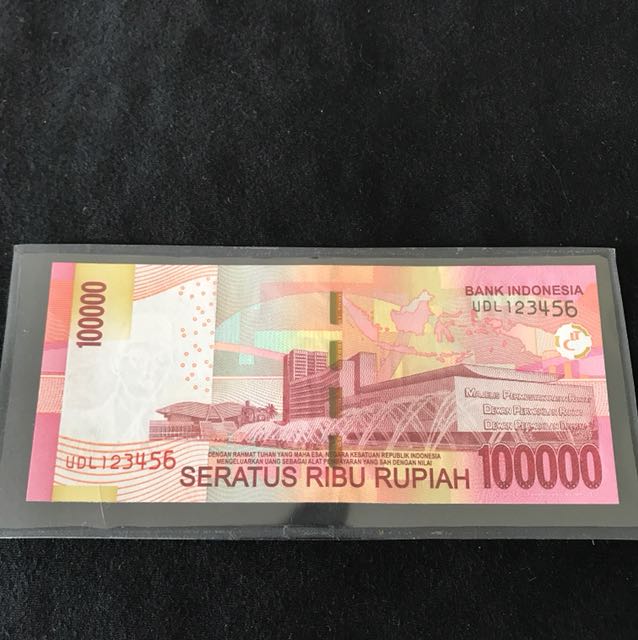 100000
BANK INDONESIA
UDL123456
MAJELIS PERMUSYAWARATAN RAKYAT
DEWAN PERWAKILAN RAKYAT
DEWAN PERWAKILAN DAERAH
UDL123456
DENGAN RAHMAT TUHAN YANG MAHA ESA, NEGARA KESATUAN REPUBLIK INDONESIA
MENGELUARKAN UANG SEBAGAI ALAT PEMBAYARAN YANG SAH DENGAN NILAI
SERATUS RIBU RUPIAH 100000